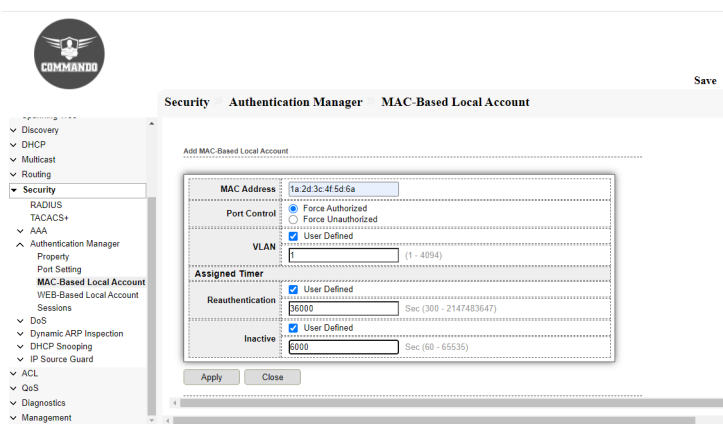 COMMANDO
Save
Security Authentication Manager MAC-Based Local Account
Discovery
DHCP
Multicast
Routing
Security
RADIUS
TACACS+
AAA
Authentication Manager
Property
Port Setting
MAC-Based Local Account
WEB-Based Local Account
Sessions
DoS
Dynamic ARP Inspection
DHCP Snooping
IP Source Guard
ACL
QoS
Diagnostics
Management
Add MAC-Based Local Account
MAC Address 1a:2d:3c:4f:5d:6a
Port Control Force Authorized
Force Unauthorized
VLAN User Defined
1 (1 - 4094)
Assigned Timer
Reauthentication User Defined
36000 Sec (300 - 2147483647)
Inactive User Defined
6000 Sec (60 - 65535)
Apply Close